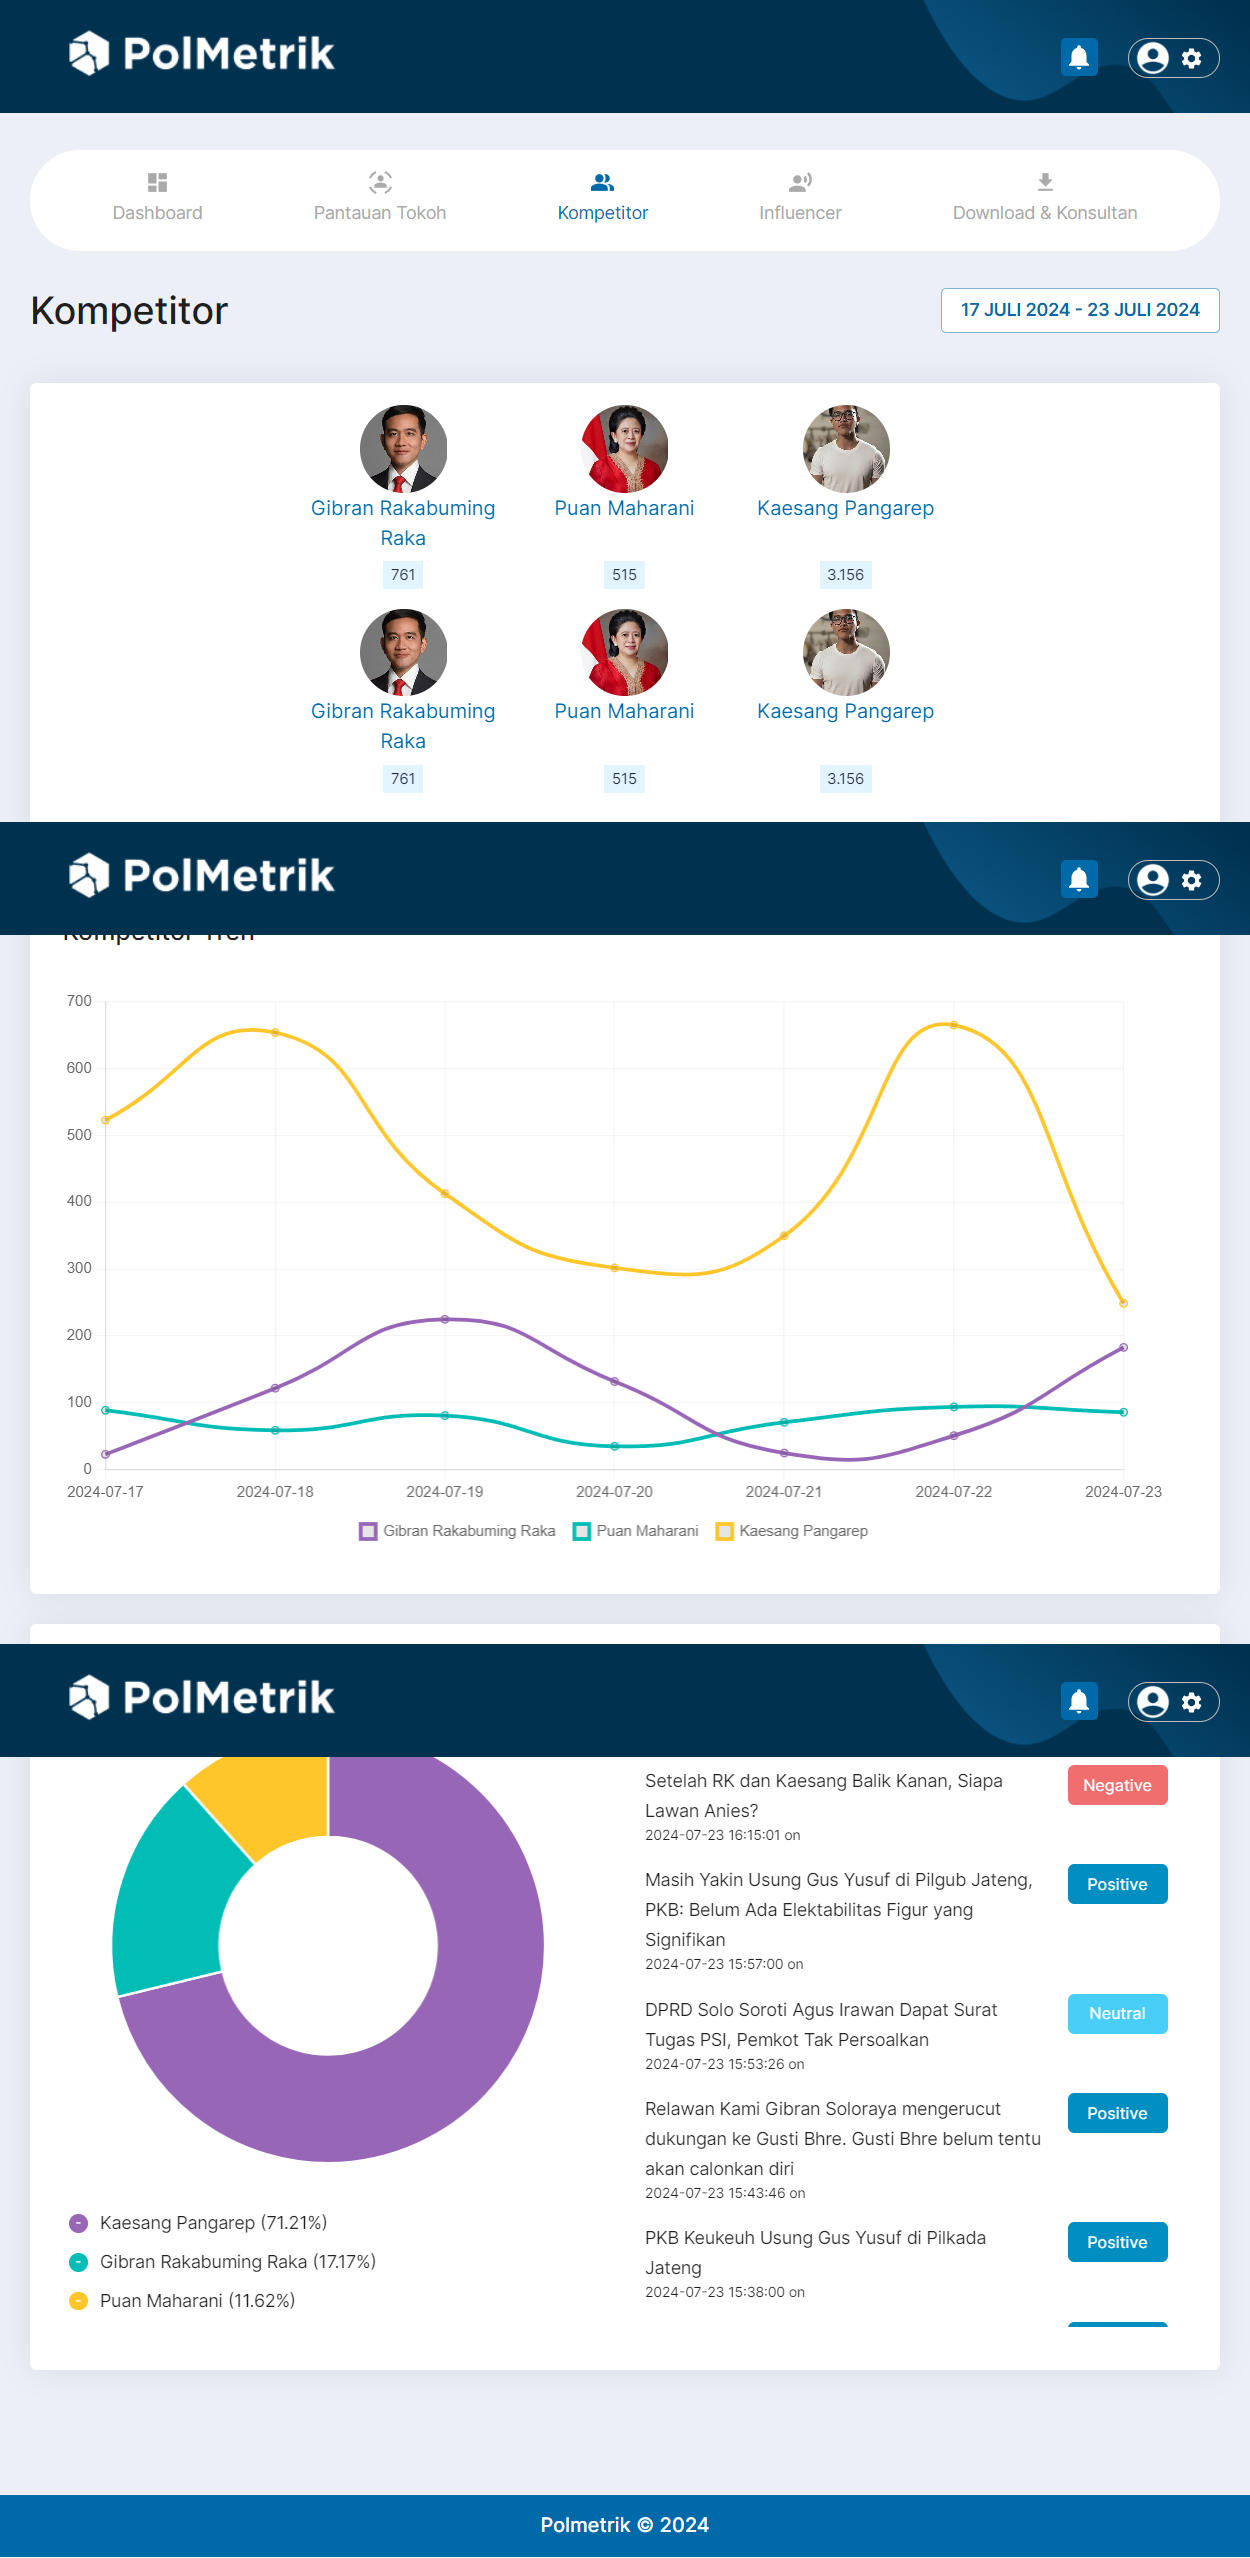 PolMetrik
Dashboard
Pantauan Tokoh
Kompetitor
Influencer
Download & Konsultan
Kompetitor
17 JULI 2024 - 23 JULI 2024
Gibran Rakabuming
Raka
761
Puan Maharani
515
Kaesang Pangarep
3.156
Gibran Rakabuming
Raka
761
Puan Maharani
515
Kaesang Pangarep
3.156
PolMetrik
Kompetitor Tren
700
600
500
400
300
200
100
0
2024-07-17
2024-07-18
2024-07-19
2024-07-20
2024-07-21
2024-07-22
2024-07-23
Gibran Rakabuming Raka
Puan Maharani
Kaesang Pangarep
PolMetrik
Kaesang Pangarep (71.21%)
Gibran Rakabuming Raka (17.17%)
Puan Maharani (11.62%)
Setelah RK dan Kaesang Balik Kanan, Siapa
Lawan Anies?
2024-07-23 16:15:01 on
Negative
Masih Yakin Usung Gus Yusuf di Pilgub Jateng,
PKB: Belum Ada Elektabilitas Figur yang
Signifikan
2024-07-23 15:57:00 on
Positive
DPRD Solo Soroti Agus Irawan Dapat Surat
Tugas PSI, Pemkot Tak Persoalkan
2024-07-23 15:53:26 on
Neutral
Relawan Kami Gibran Soloraya mengerucut
dukungan ke Gusti Bhre. Gusti Bhre belum tentu
akan calonkan diri
2024-07-23 15:43:46 on
Positive
PKB Keukeuh Usung Gus Yusuf di Pilkada
Jateng
2024-07-23 15:38:00 on
Positive
Polmetrik © 2024